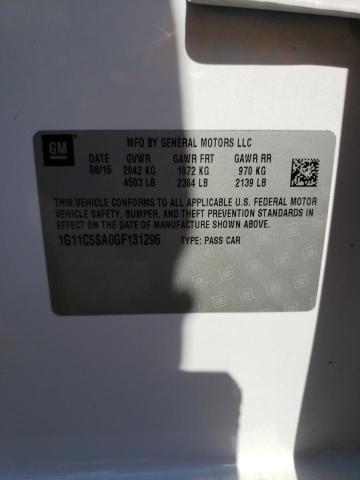 GM
MFD BY GENERAL MOTORS LLC
DATE GVWR GAWR FRT GAWR RR
08/15 2042 KG 1072 KG 970 KG
4503 LB 2364 LB 2139 LB
THIS VEHICLE CONFORMS TO ALL APPLICABLE U.S. FEDERAL MOTOR
VEHICLE SAFETY, BUMPER, AND THEFT PREVENTION STANDARDS IN
EFFECT ON THE DATE OF MANUFACTURE SHOWN ABOVE.
1G11C5SA0GF131296 TYPE: PASS CAR